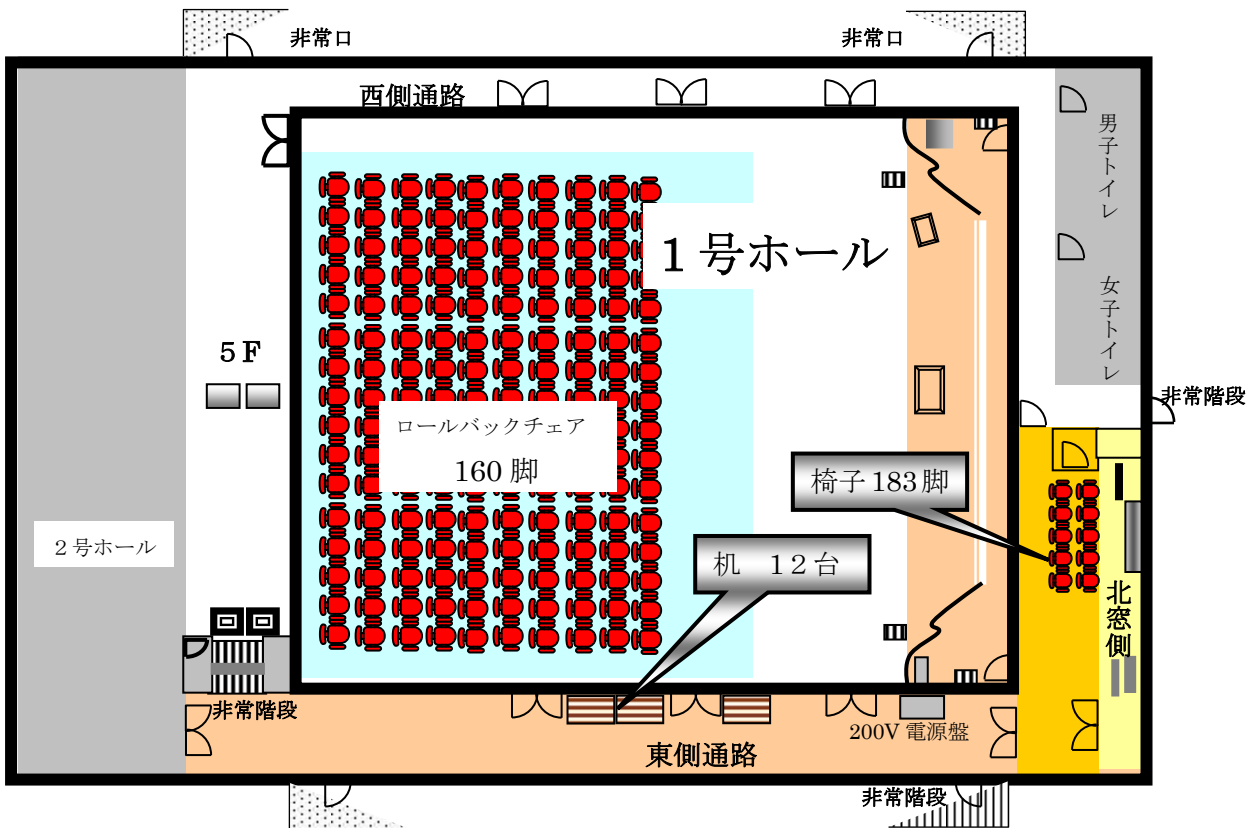 非常口
非常口
西側通路
男子トイレ
1号ホール
女子トイレ
5F
非常階段
ロールバックチェア
160 脚
椅子 183脚
2号ホール
机 12台
北窓側
非常階段
200V 電源盤
東側通路
非常階段